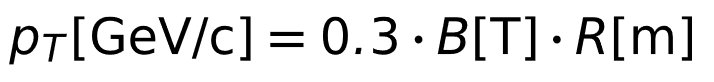 p_T[GeV/c] = 0.3 · B[T] · R[m]